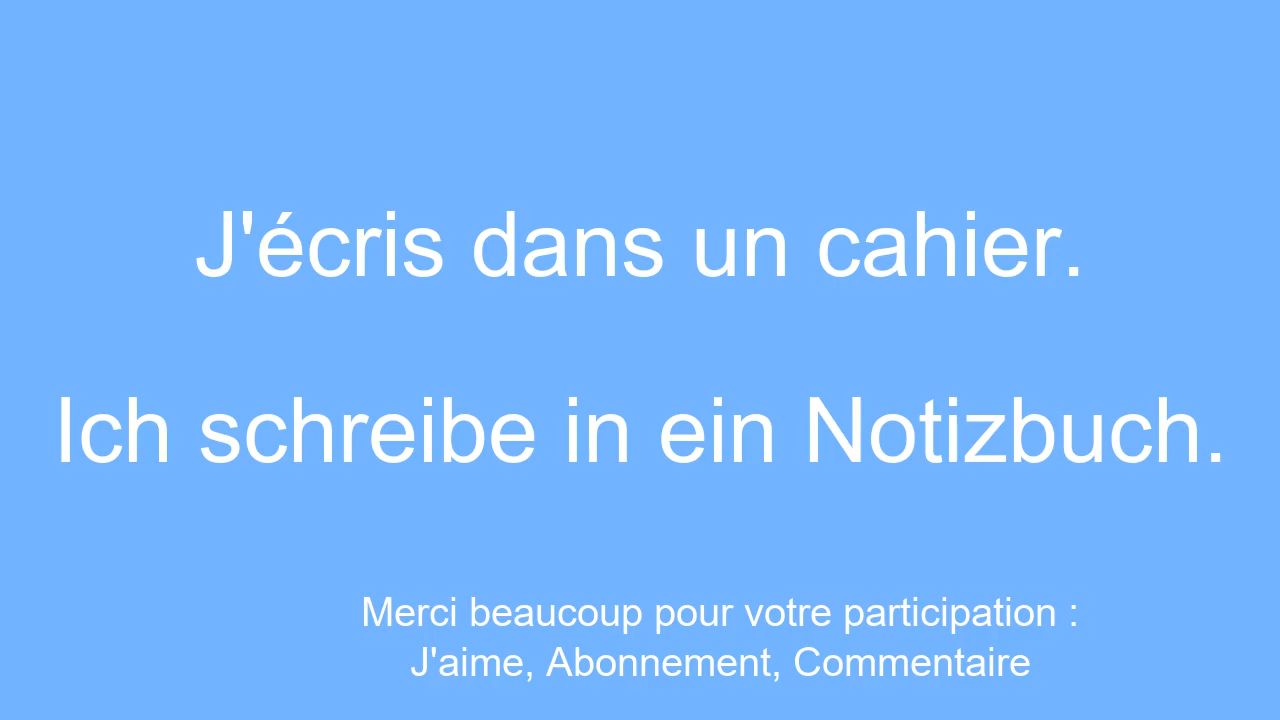 J'écris dans un cahier.
Ich schreibe in ein Notizbuch.
Merci beaucoup pour votre participation :
J'aime, Abonnement, Commentaire